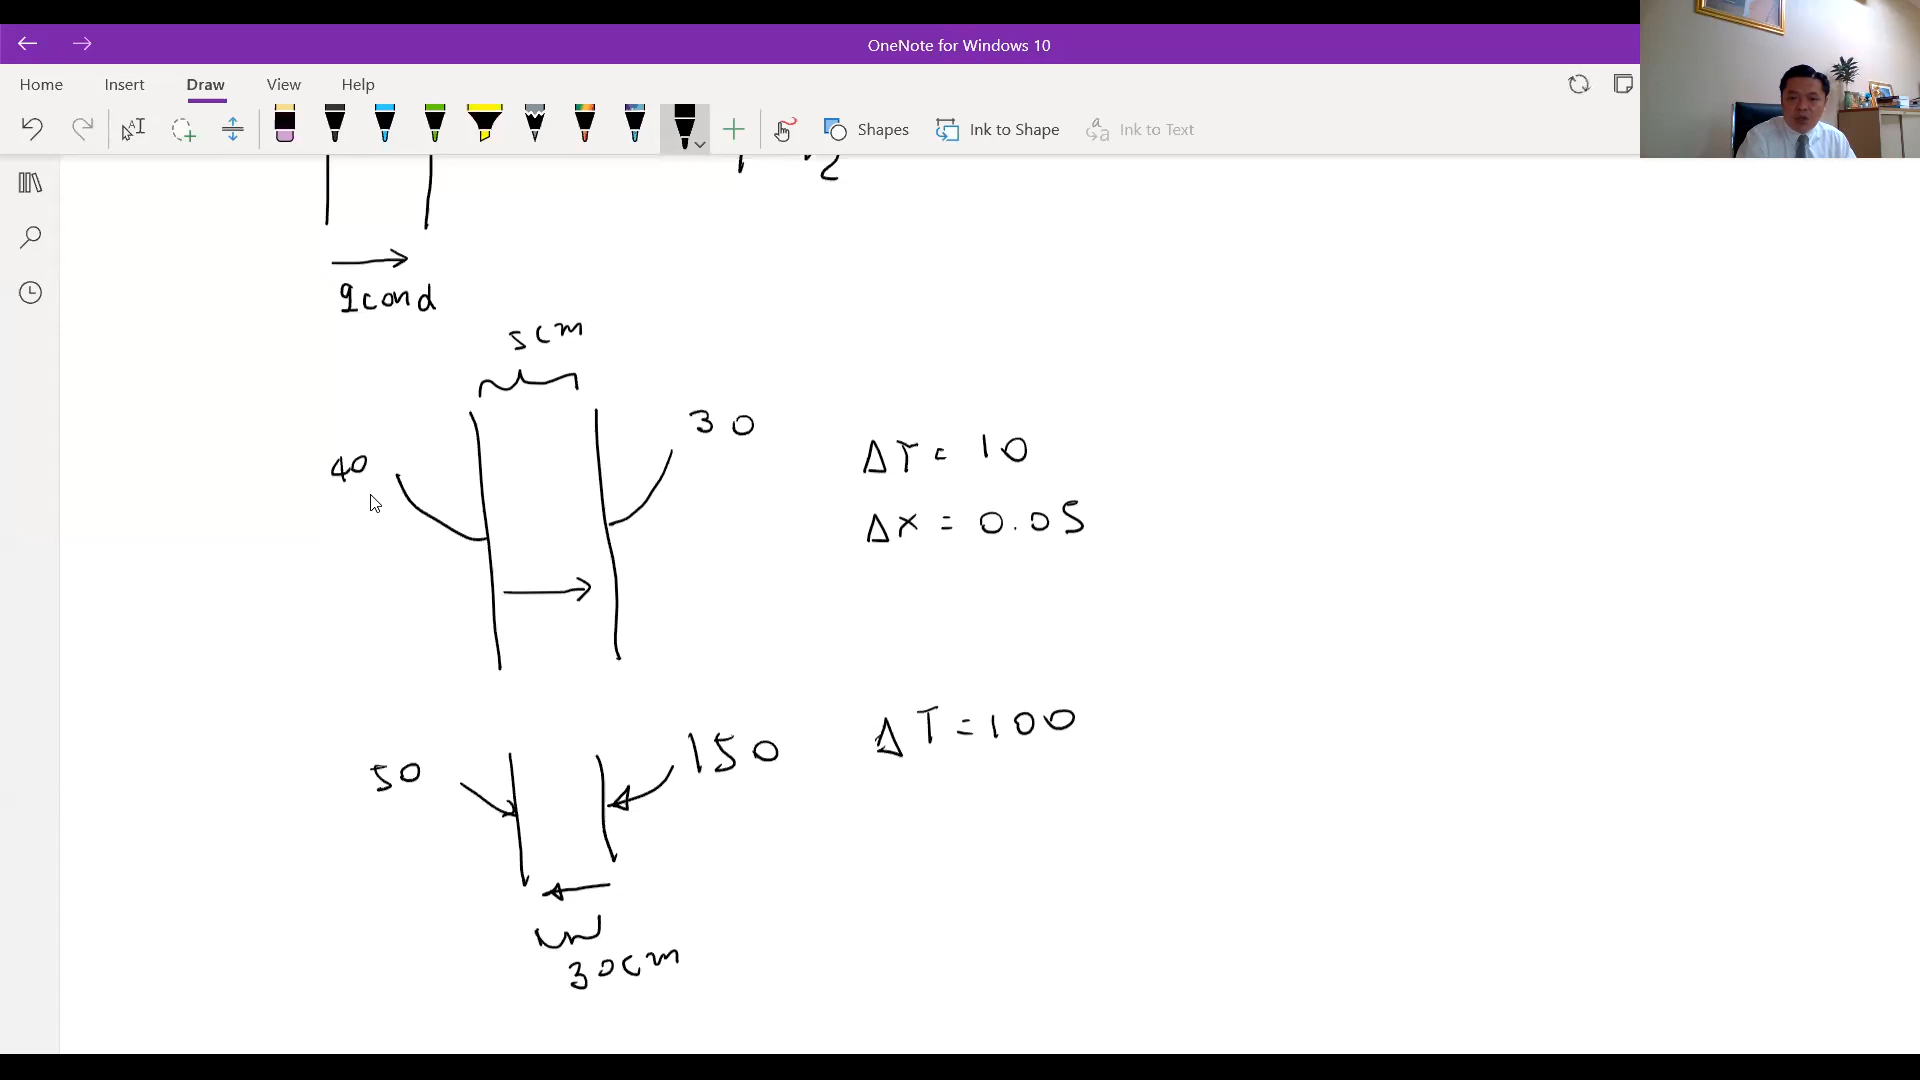 OneNote for Windows 10
Home Insert Draw View Help
Shapes Ink to Shape Ink to Text
2
qcond
5cm
40
30
ΔT = 10
Δx = 0.05
50
150
ΔT = 100
30cm